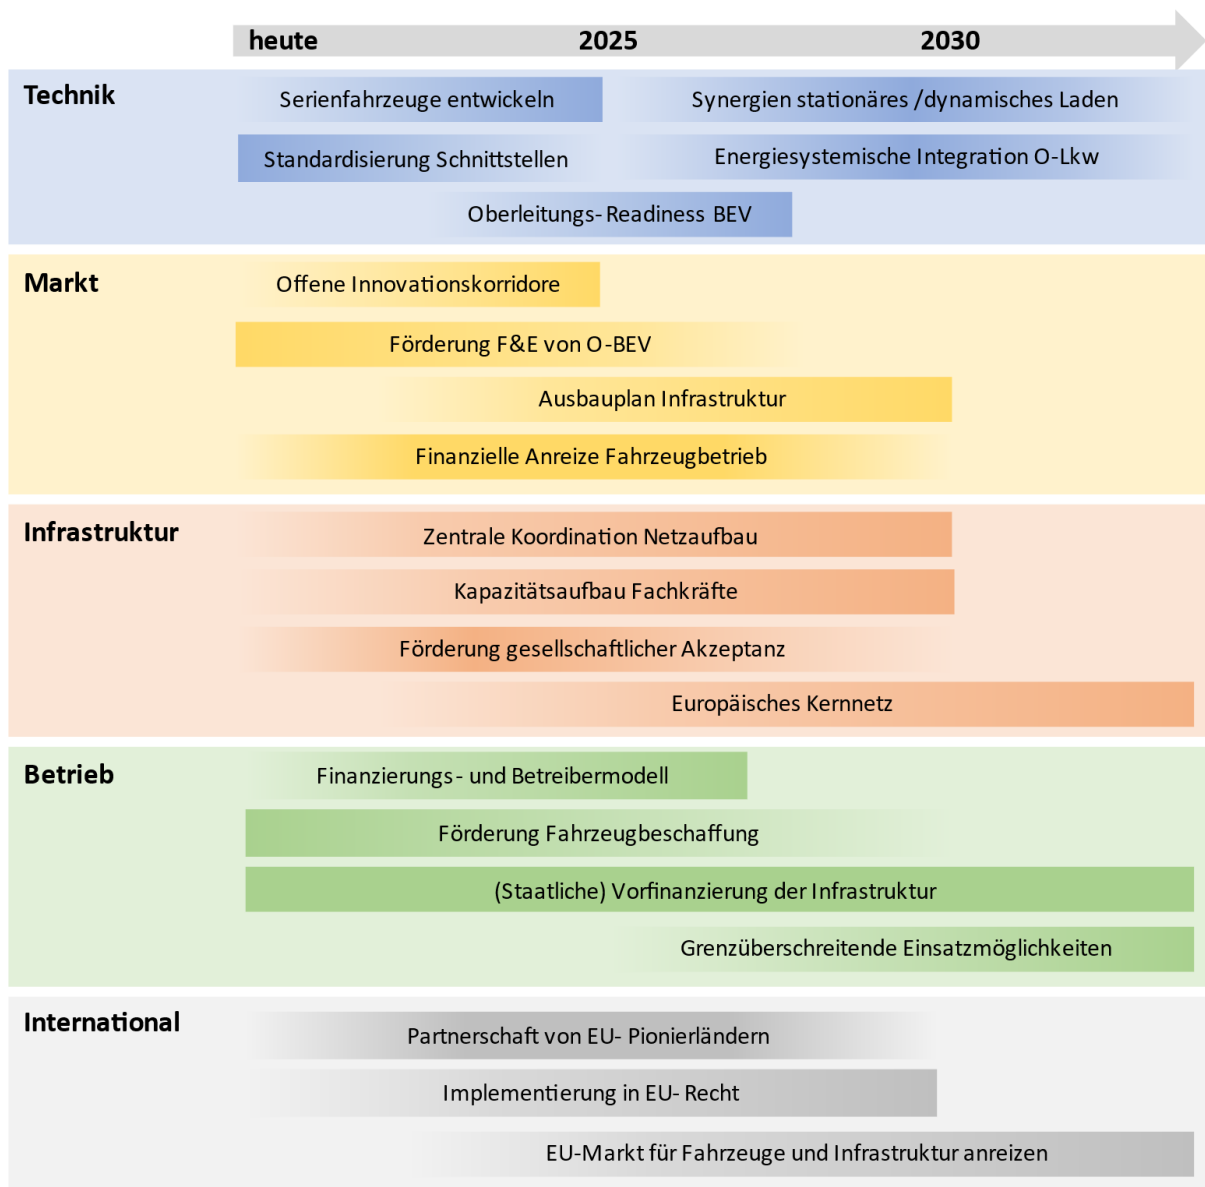 heute 2025 2030
Technik
Serienfahrzeuge entwickeln
Synergien stationäres /dynamisches Laden
Standardisierung Schnittstellen
Energiesystemische Integration O-Lkw
Oberleitungs- Readiness BEV
Markt
Offene Innovationskorridore
Förderung F&E von O-BEV
Ausbauplan Infrastruktur
Finanzielle Anreize Fahrzeugbetrieb
Infrastruktur
Zentrale Koordination Netzaufbau
Kapazitätsaufbau Fachkräfte
Förderung gesellschaftlicher Akzeptanz
Europäisches Kernnetz
Betrieb
Finanzierungs - und Betreibermodell
Förderung Fahrzeugbeschaffung
(Staatliche) Vorfinanzierung der Infrastruktur
Grenzüberschreitende Einsatzmöglichkeiten
International
Partnerschaft von EU- Pionierländern
Implementierung in EU- Recht
EU-Markt für Fahrzeuge und Infrastruktur anreizen